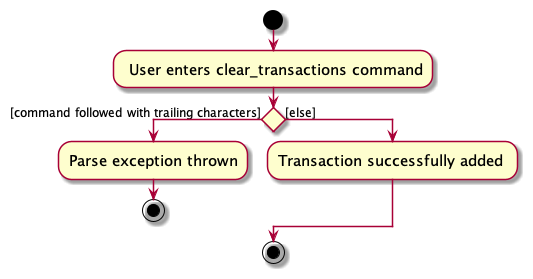 User enters clear_transactions command
[command followed with trailing characters]
[else]
Parse exception thrown
Transaction successfully added